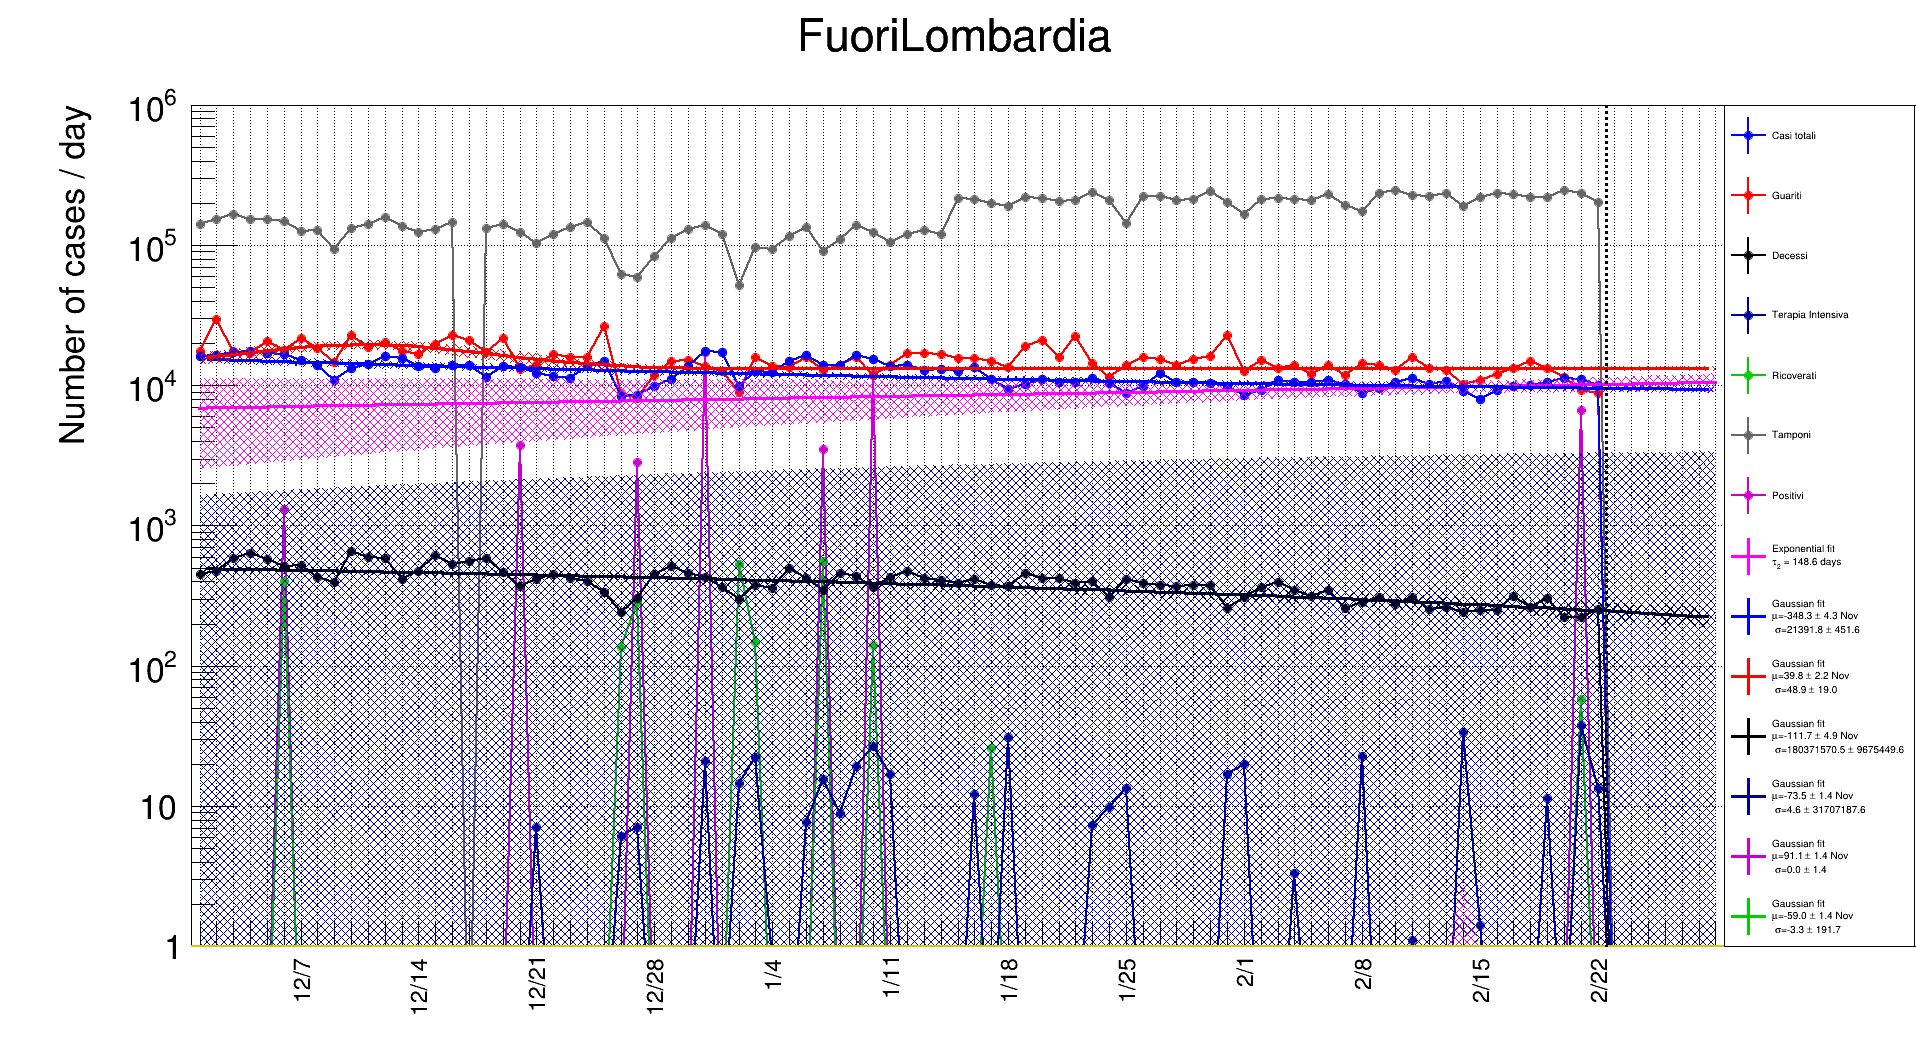 FuoriLombardia
Number of cases / day
10^6
10^5
10^4
10^3
10^2
10
1
12/7
12/14
12/21
12/28
1/4
1/11
1/18
1/25
2/1
2/8
2/15
2/22
Casi totali
Guariti
Decessi
Terapia Intensiva
Ricoverati
Tamponi
Positivi
Exponential fit
τ₂ = 148.6 days
Gaussian fit
μ=-348.3 ± 4.3 Nov
σ=21391.8 ± 451.6
Gaussian fit
μ=39.8 ± 2.2 Nov
σ=48.9 ± 19.0
Gaussian fit
μ=-111.7 ± 4.9 Nov
σ=180371570.5 ± 9675449.6
Gaussian fit
μ=-73.5 ± 1.4 Nov
σ=4.6 ± 31707187.6
Gaussian fit
μ=91.1 ± 1.4 Nov
σ=0.0 ± 1.4
Gaussian fit
μ=-59.0 ± 1.4 Nov
σ=-3.3 ± 191.7